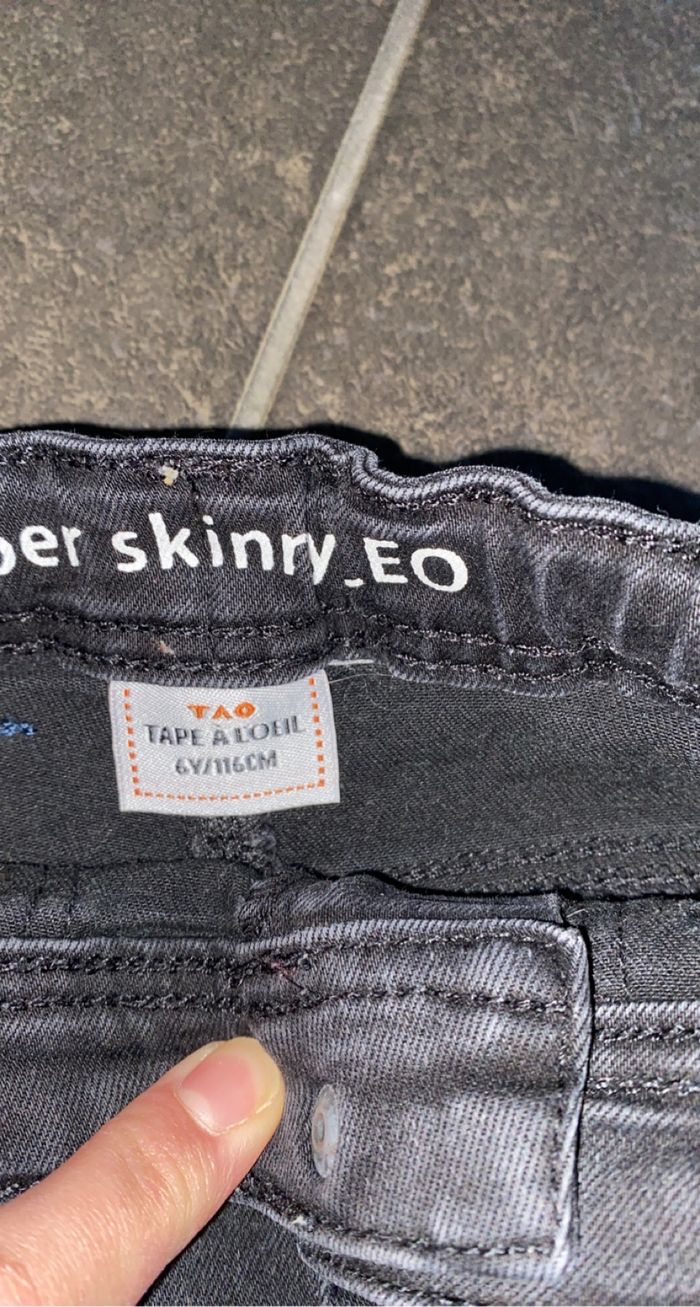 per skinny_EO
TAO
TAPE À L'OEIL
6Y/116CM